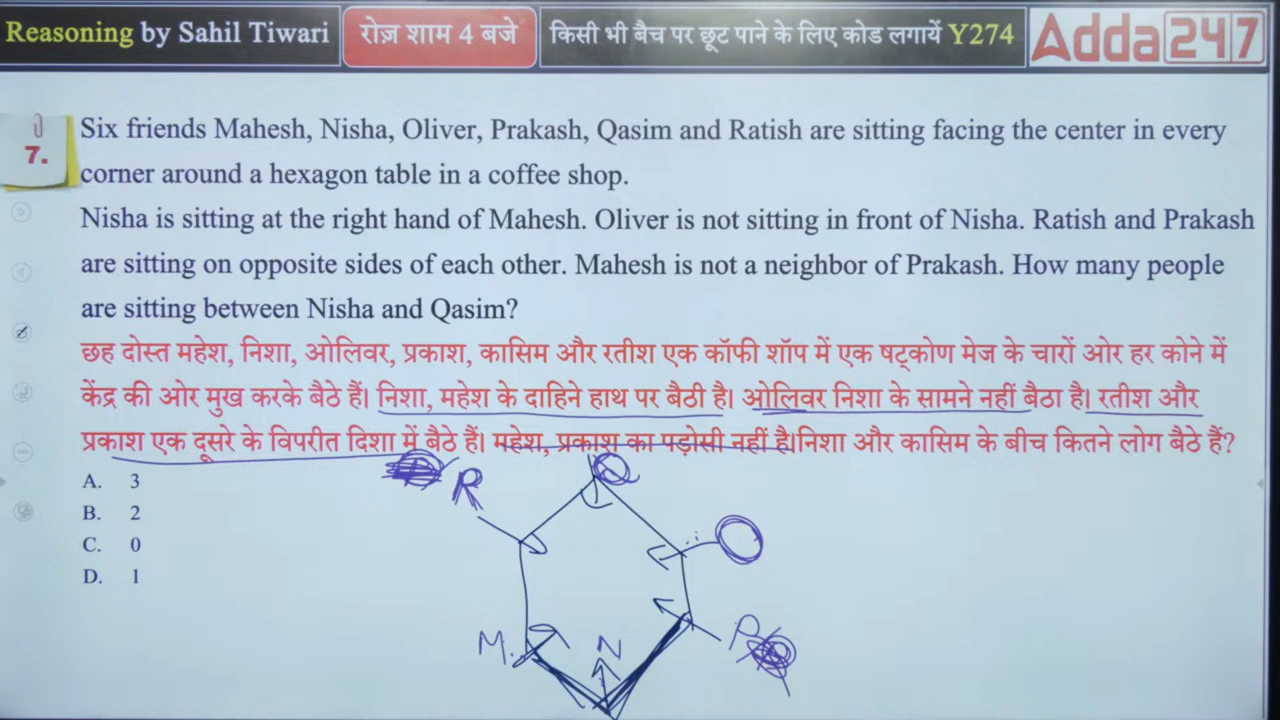 Reasoning by Sahil Tiwari
रोज़ शाम 4 बजे
किसी भी बैच पर छूट पाने के लिए कोड लगायें Y274
Adda247
7.
Six friends Mahesh, Nisha, Oliver, Prakash, Qasim and Ratish are sitting facing the center in every
corner around a hexagon table in a coffee shop.
Nisha is sitting at the right hand of Mahesh. Oliver is not sitting in front of Nisha. Ratish and Prakash
are sitting on opposite sides of each other. Mahesh is not a neighbor of Prakash. How many people
are sitting between Nisha and Qasim?
छह दोस्त महेश, निशा, ओलिवर, प्रकाश, कासिम और रतीश एक कॉफी शॉप में एक षट्कोण मेज के चारों ओर हर कोने में
केंद्र की ओर मुख करके बैठे हैं। निशा, महेश के दाहिने हाथ पर बैठी है। ओलिवर निशा के सामने नहीं बैठा है। रतीश और
प्रकाश एक दूसरे के विपरीत दिशा में बैठे हैं। महेश, प्रकाश का पड़ोसी नहीं है।निशा और कासिम के बीच कितने लोग बैठे हैं?
A. 3
B. 2
C. 0
D. 1
Q
R
O
P
M.
N